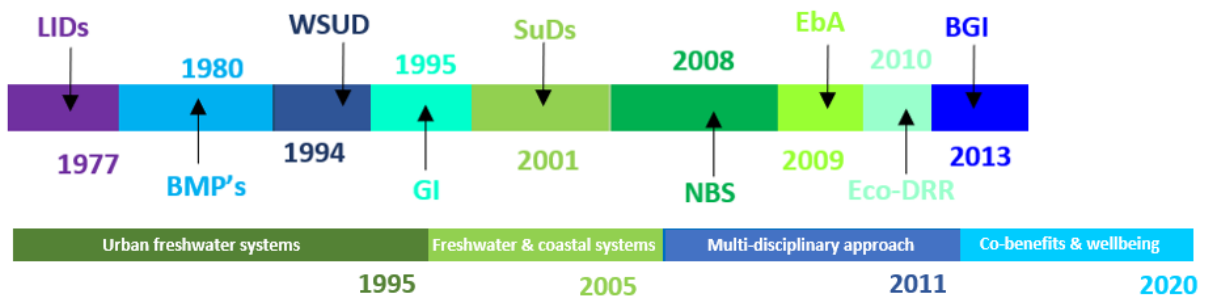 LIDs
WSUD
SuDs
EbA
BGI
1980
1995
2008
2010
1977
1994
2001
2009
2013
BMP's
GI
NBS
Eco-DRR
Urban freshwater systems
Freshwater & coastal systems
Multi-disciplinary approach
Co-benefits & wellbeing
1995
2005
2011
2020